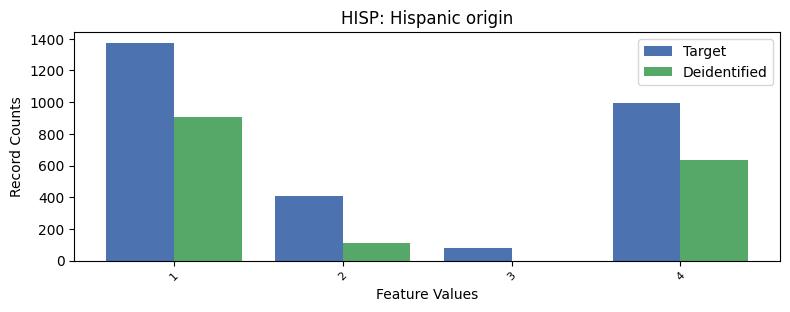 HISP: Hispanic origin
Target
Deidentified
Record Counts
1400
1200
1000
800
600
400
200
0
1
2
3
4
Feature Values